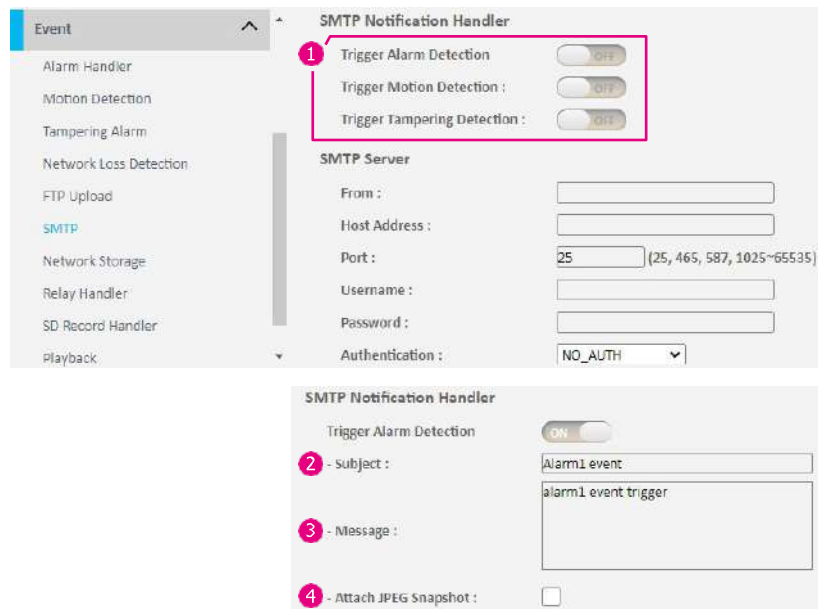 Event
Alarm Handler
Motion Detection
Tampering Alarm
Network Loss Detection
FTP Upload
SMTP
Network Storage
Relay Handler
SD Record Handler
Playback
SMTP Notification Handler
1
Trigger Alarm Detection OFF
Trigger Motion Detection : OFF
Trigger Tampering Detection : OFF
SMTP Server
From :
Host Address :
Port : 25 (25, 465, 587, 1025~65535)
Username :
Password :
Authentication : NO_AUTH
SMTP Notification Handler
Trigger Alarm Detection ON
2 - Subject : Alarm1 event
alarm1 event trigger
3 - Message :
4 - Attach JPEG Snapshot :